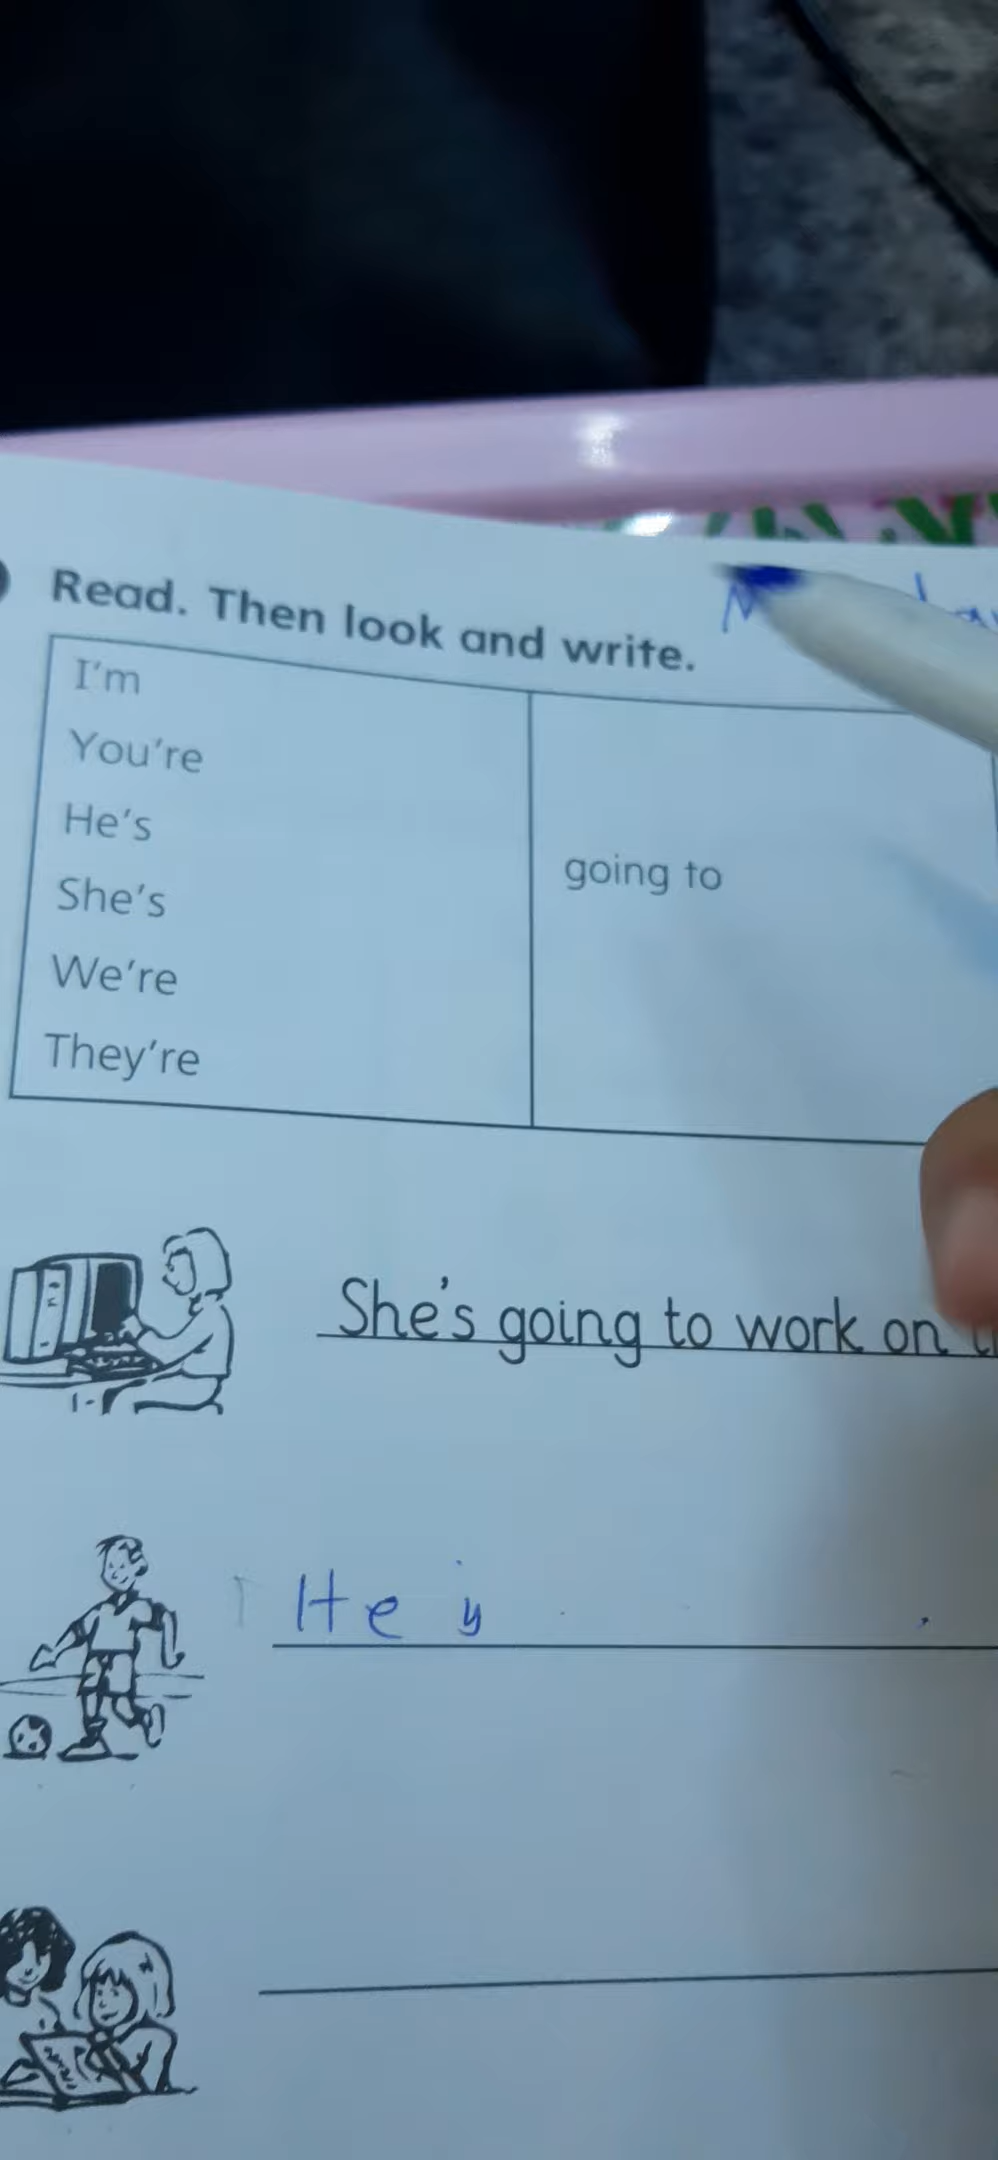 Read. Then look and write.
I'm
You're
He's
She's
We're
They're
going to
She's going to work on
He is